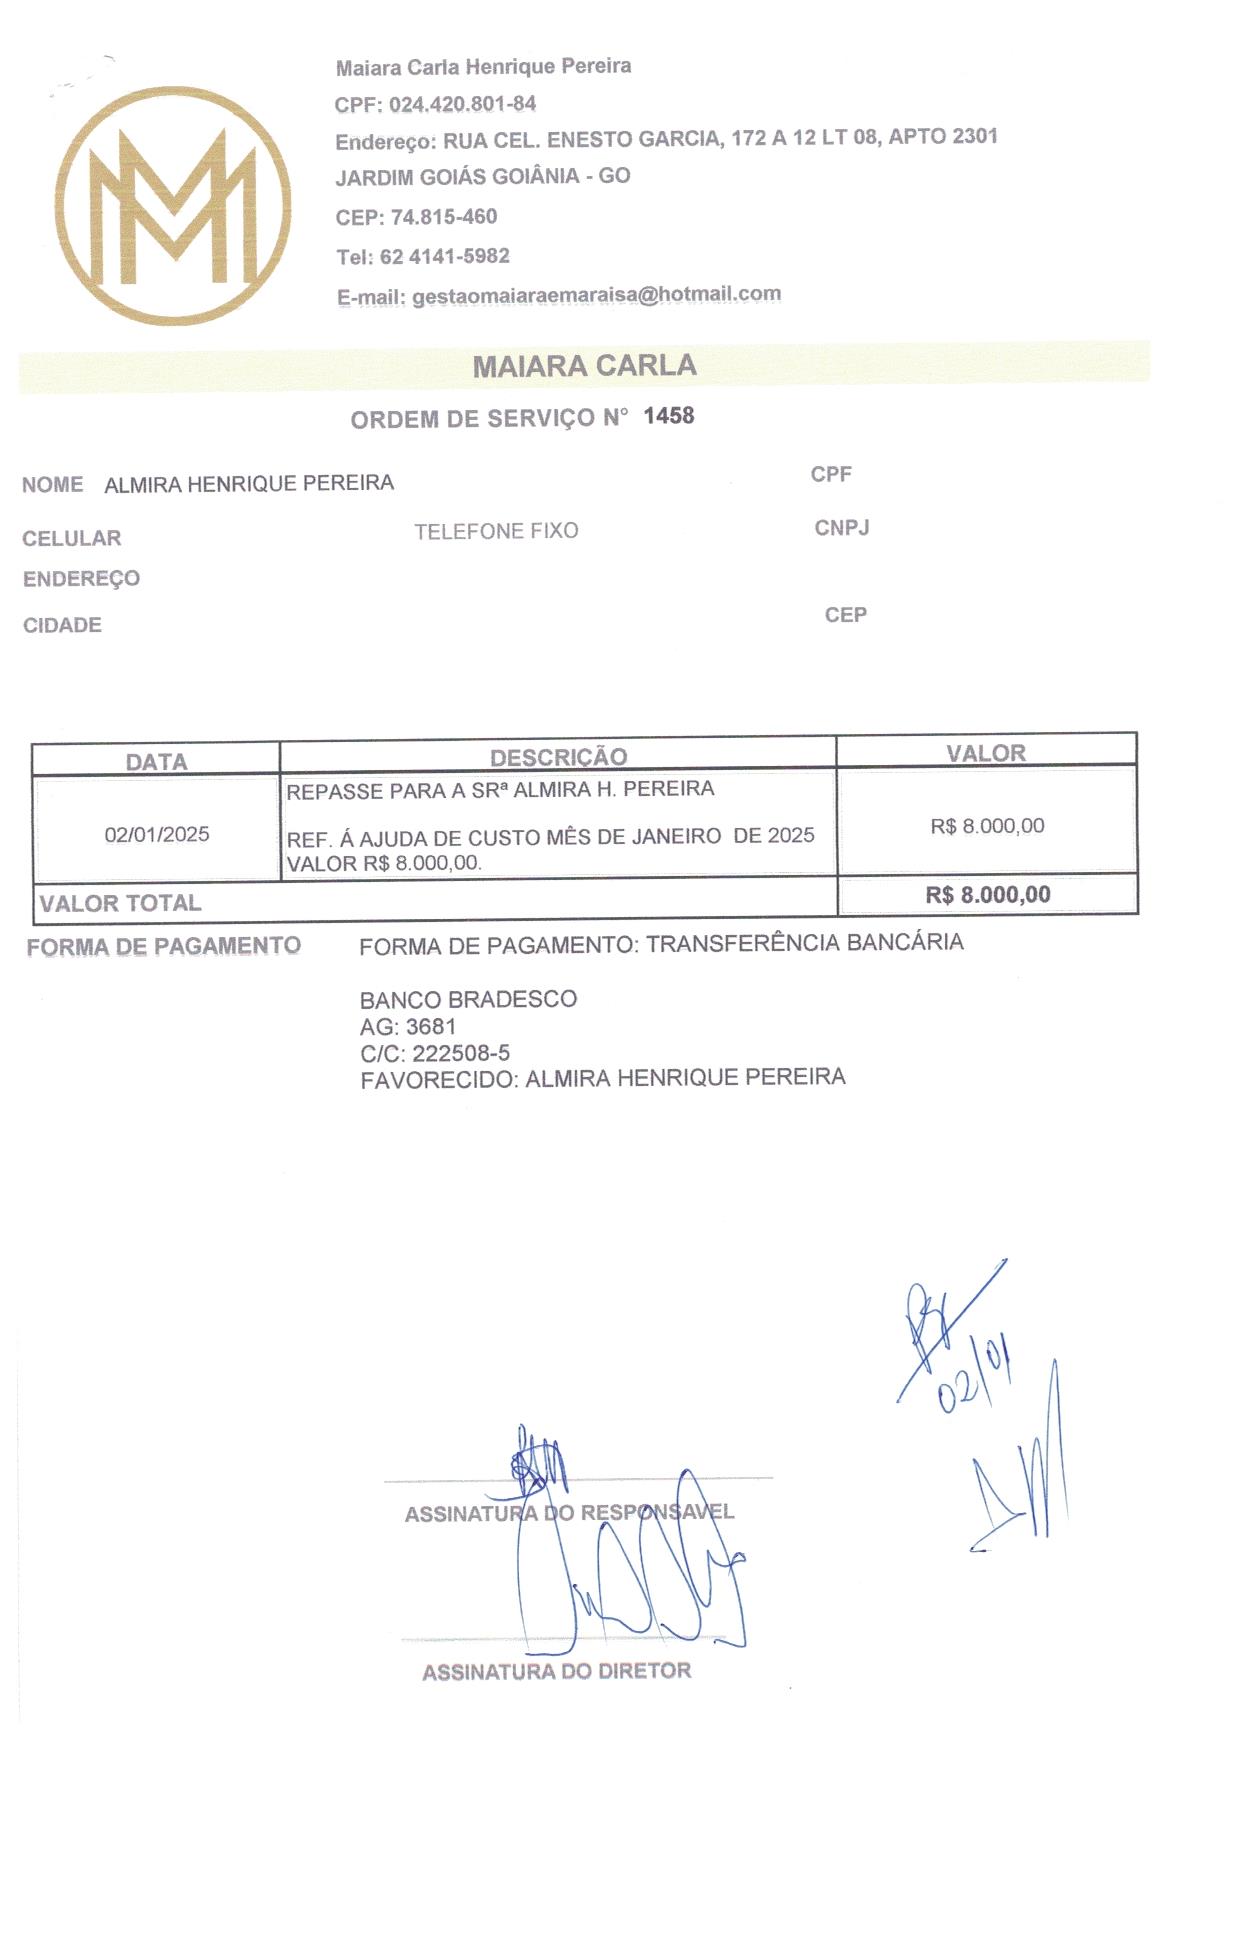 Maiara Carla Henrique Pereira
CPF: 024.420.801-84
Endereço: RUA CEL. ENESTO GARCIA, 172 A 12 LT 08, APTO 2301
JARDIM GOIÁS GOIÂNIA - GO
CEP: 74.815-460
Tel: 62 4141-5982
E-mail: gestaomaiaraemaraisa@hotmail.com
MAIARA CARLA
ORDEM DE SERVIÇO N° 1458
NOME ALMIRA HENRIQUE PEREIRA CPF
CELULAR TELEFONE FIXO CNPJ
ENDEREÇO
CIDADE CEP
DATA DESCRIÇÃO VALOR
REPASSE PARA A SRª ALMIRA H. PEREIRA
02/01/2025 REF. Á AJUDA DE CUSTO MÊS DE JANEIRO DE 2025 R$ 8.000,00
VALOR R$ 8.000,00.
VALOR TOTAL R$ 8.000,00
FORMA DE PAGAMENTO FORMA DE PAGAMENTO: TRANSFERÊNCIA BANCÁRIA
BANCO BRADESCO
AG: 3681
C/C: 222508-5
FAVORECIDO: ALMIRA HENRIQUE PEREIRA
02/01
ASSINATURA DO RESPONSAVEL
ASSINATURA DO DIRETOR